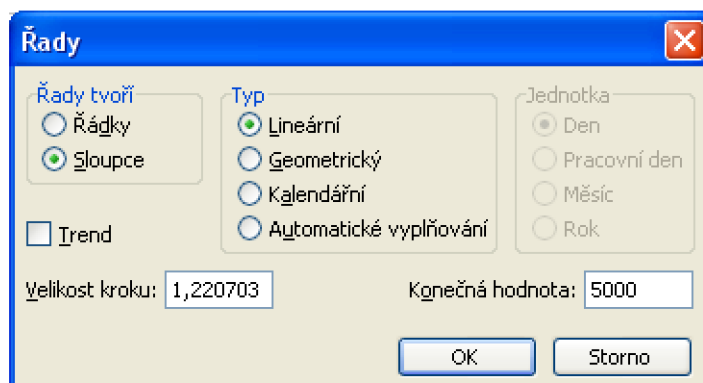 Řady
Řady tvoří
Řádky
Sloupce
Trend
Typ
Lineární
Geometrický
Kalendářní
Automatické vyplňování
Jednotka
Den
Pracovní den
Měsíc
Rok
Velikost kroku: 1,220703
Konečná hodnota: 5000
OK
Storno